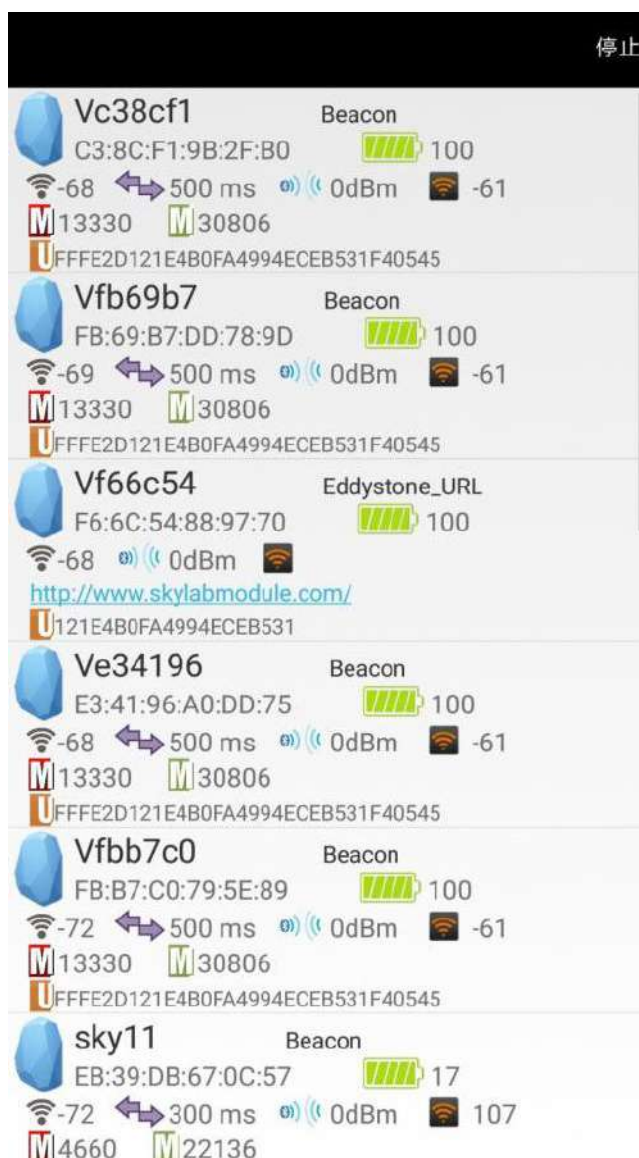 停止
Vc38cf1 Beacon
C3:8C:F1:9B:2F:B0 100
-68 500 ms 0dBm -61
M 13330 M 30806
U FFFE2D121E4B0FA4994ECEB531F40545
Vfb69b7 Beacon
FB:69:B7:DD:78:9D 100
-69 500 ms 0dBm -61
M 13330 M 30806
U FFFE2D121E4B0FA4994ECEB531F40545
Vf66c54 Eddystone_URL
F6:6C:54:88:97:70 100
-68 0dBm
http://www.skylabmodule.com/
U 121E4B0FA4994ECEB531
Ve34196 Beacon
E3:41:96:A0:DD:75 100
-68 500 ms 0dBm -61
M 13330 M 30806
U FFFE2D121E4B0FA4994ECEB531F40545
Vfbb7c0 Beacon
FB:B7:C0:79:5E:89 100
-72 500 ms 0dBm -61
M 13330 M 30806
U FFFE2D121E4B0FA4994ECEB531F40545
sky11 Beacon
EB:39:DB:67:0C:57 17
-72 300 ms 0dBm 107
M 4660 M 22136